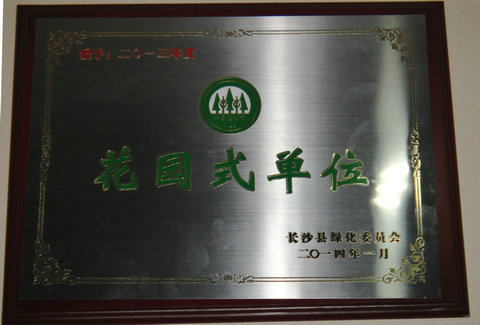 授予：二〇一三年度
花园式单位
长沙县绿化委员会
二〇一四年一月